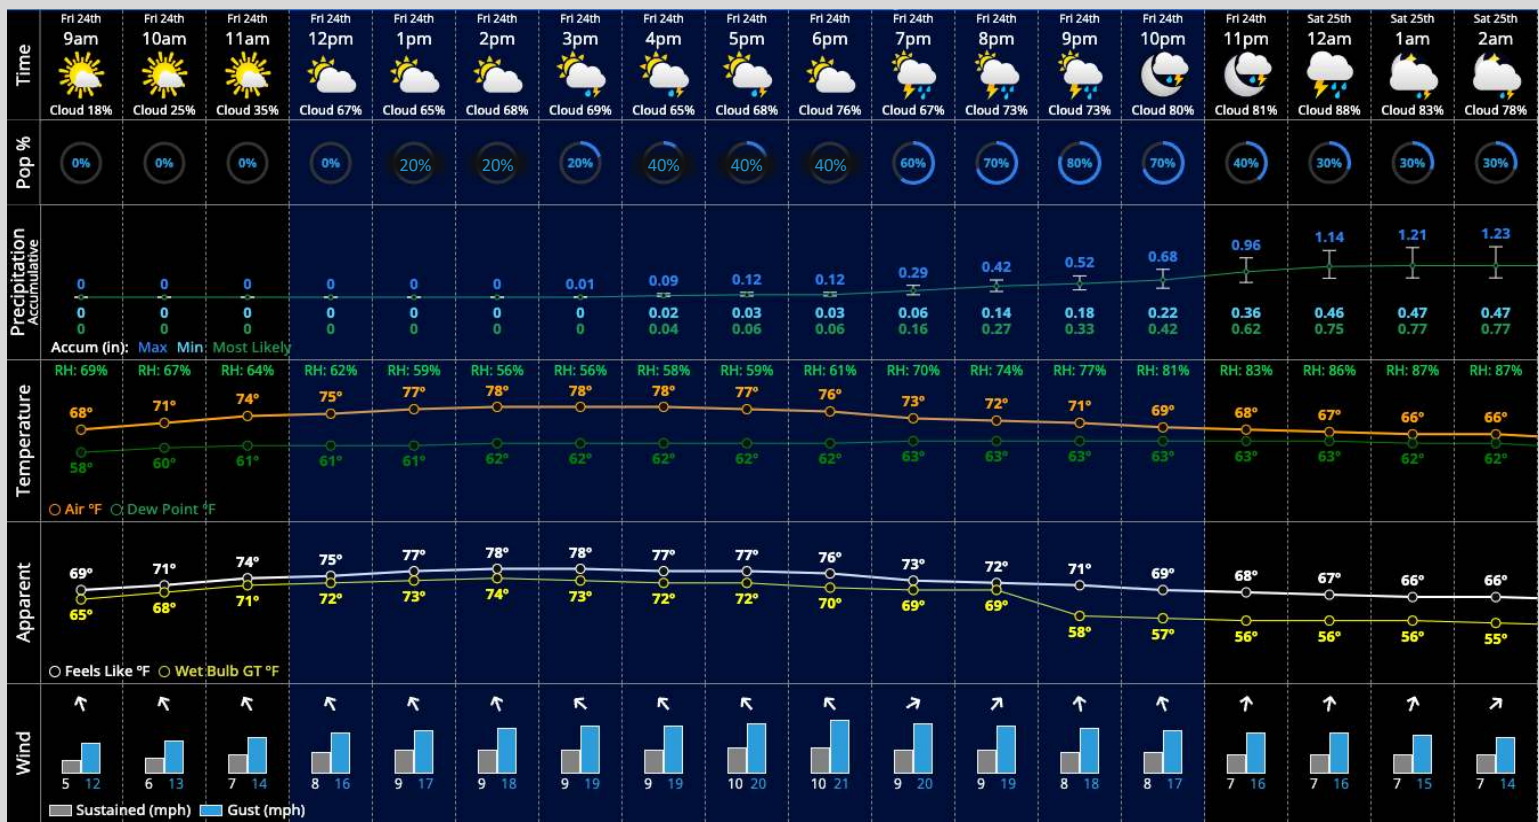 Time
Fri 24th Fri 24th Fri 24th Fri 24th Fri 24th Fri 24th Fri 24th Fri 24th Fri 24th Fri 24th Fri 24th Fri 24th Fri 24th Fri 24th Fri 24th Sat 25th Sat 25th Sat 25th
9am 10am 11am 12pm 1pm 2pm 3pm 4pm 5pm 6pm 7pm 8pm 9pm 10pm 11pm 12am 1am 2am
Cloud 18% Cloud 25% Cloud 35% Cloud 67% Cloud 65% Cloud 68% Cloud 69% Cloud 65% Cloud 68% Cloud 76% Cloud 67% Cloud 73% Cloud 73% Cloud 80% Cloud 81% Cloud 88% Cloud 83% Cloud 78%
Pop %
0% 0% 0% 0% 20% 20% 20% 40% 40% 40% 60% 70% 80% 70% 40% 30% 30% 30%
Precipitation
Accumulative
0 0 0 0 0 0 0.01 0.09 0.12 0.12 0.29 0.42 0.52 0.68 0.96 1.14 1.21 1.23
0 0 0 0 0 0 0 0.02 0.03 0.03 0.06 0.14 0.18 0.22 0.36 0.46 0.47 0.47
0 0 0 0 0 0 0 0.04 0.06 0.06 0.16 0.27 0.33 0.42 0.62 0.75 0.77 0.77
Accum (in): Max Min Most Likely
Temperature
RH: 69% RH: 67% RH: 64% RH: 62% RH: 59% RH: 56% RH: 56% RH: 58% RH: 59% RH: 61% RH: 70% RH: 74% RH: 77% RH: 81% RH: 83% RH: 86% RH: 87% RH: 87%
68° 71° 74° 75° 77° 78° 78° 78° 77° 76° 73° 72° 71° 69° 68° 67° 66° 66°
58° 60° 61° 61° 61° 62° 62° 62° 62° 62° 63° 63° 63° 63° 63° 63° 62° 62°
Air °F Dew Point °F
Apparent
69° 71° 74° 75° 77° 78° 78° 77° 77° 76° 73° 72° 71° 69° 68° 67° 66° 66°
65° 68° 71° 72° 73° 74° 73° 72° 72° 70° 69° 69° 58° 57° 56° 56° 56° 55°
Feels Like °F Wet Bulb GT °F
Wind
5 12 6 13 7 14 8 16 9 17 9 18 9 19 9 19 10 20 10 21 9 20 9 19 8 18 8 17 7 16 7 16 7 15 7 14
Sustained (mph) Gust (mph)